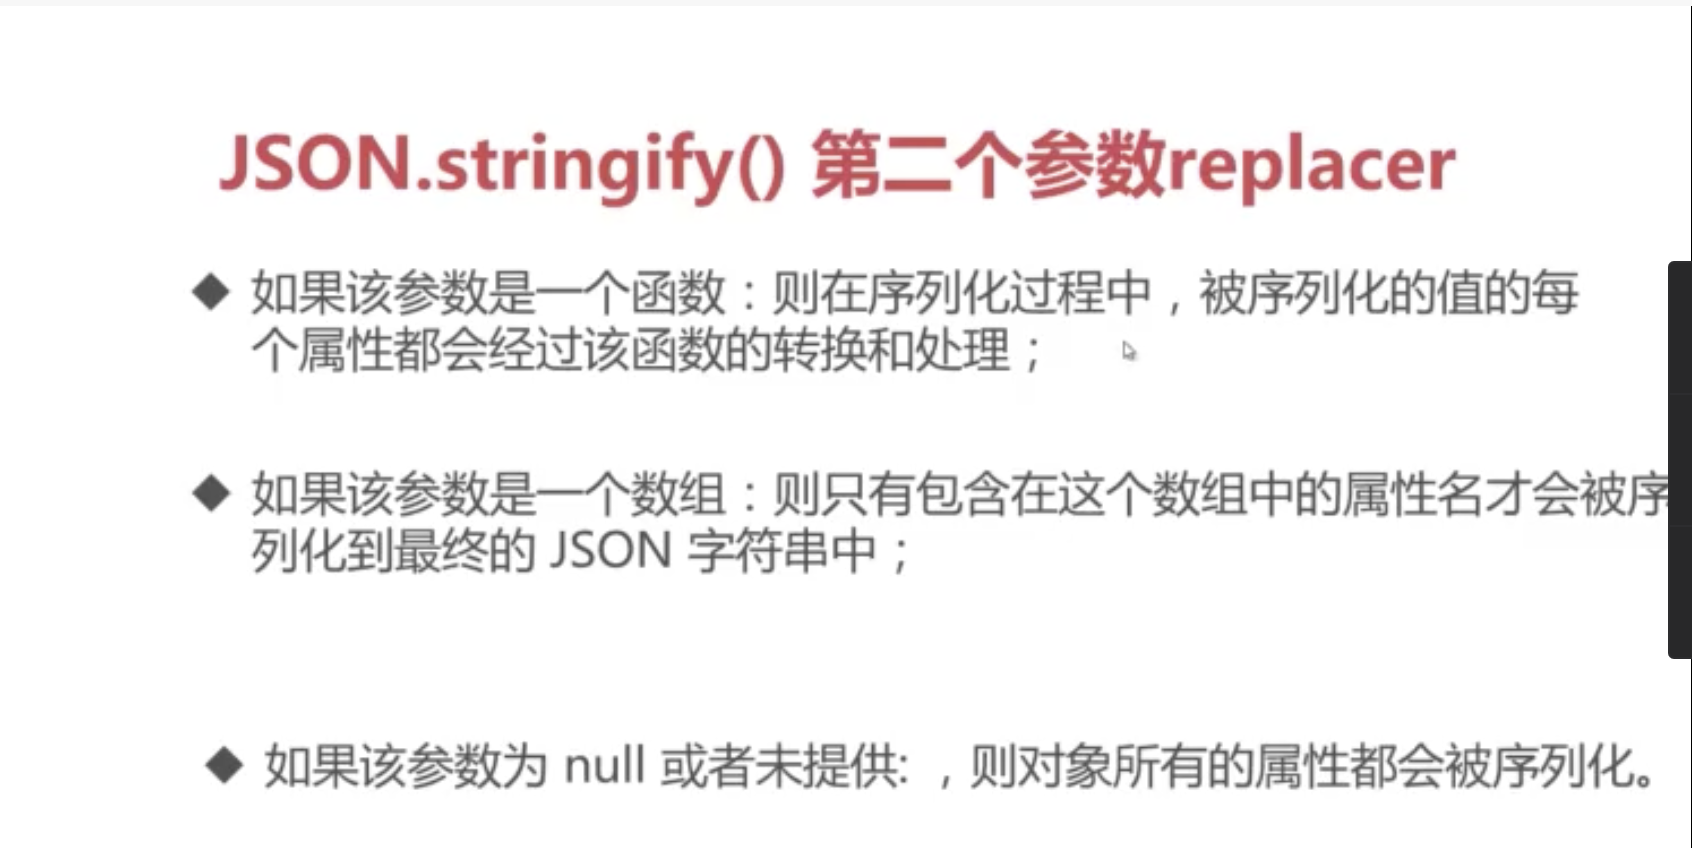 JSON.stringify() 第二个参数replacer
◆ 如果该参数是一个函数：则在序列化过程中，被序列化的值的每
个属性都会经过该函数的转换和处理；
◆ 如果该参数是一个数组：则只有包含在这个数组中的属性名才会被序
列化到最终的 JSON 字符串中；
◆ 如果该参数为 null 或者未提供: ，则对象所有的属性都会被序列化。